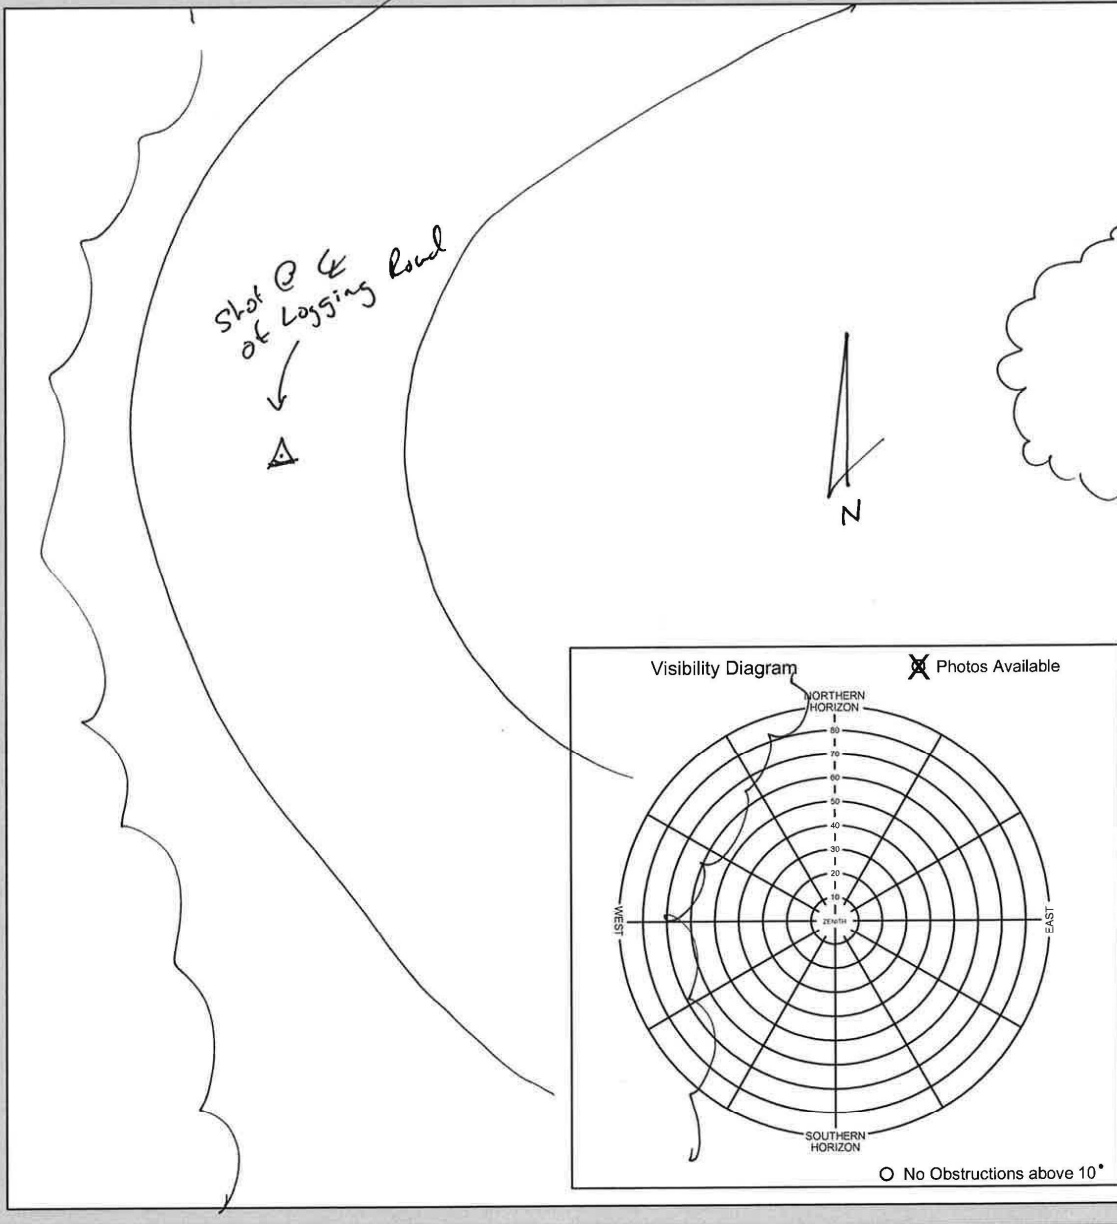 Shot @ ℄
of Logging Road
N
Visibility Diagram
Photos Available
NORTHERN
HORIZON
80
70
60
50
40
30
20
10
ZENITH
WEST
EAST
SOUTHERN
HORIZON
No Obstructions above 10°